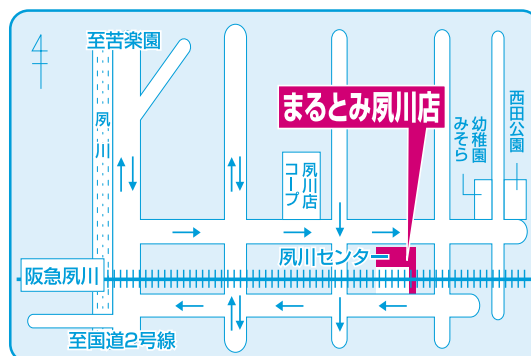 至苦楽園
夙川
まるとみ夙川店
コープ
夙川店
みそら
幼稚園
西田公園
夙川センター
阪急夙川
至国道2号線